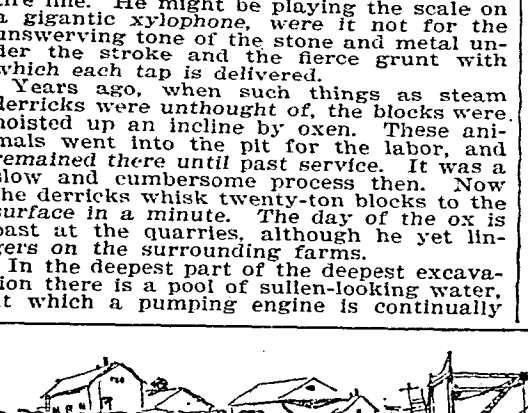 tire line. He might be playing the scale on
a gigantic xylophone, were it not for the
unswerving tone of the stone and metal un-
der the stroke and the fierce grunt with
which each tap is delivered.
Years ago, when such things as steam
derricks were unthought of, the blocks were
hoisted up an incline by oxen. These ani-
mals went into the pit for the labor, and
remained there until past service. It was a
slow and cumbersome process then. Now
the derricks whisk twenty-ton blocks to the
surface in a minute. The day of the ox is
past at the quarries, although he yet lin-
gers on the surrounding farms.
In the deepest part of the deepest excava-
tion there is a pool of sullen-looking water,
at which a pumping engine is continually